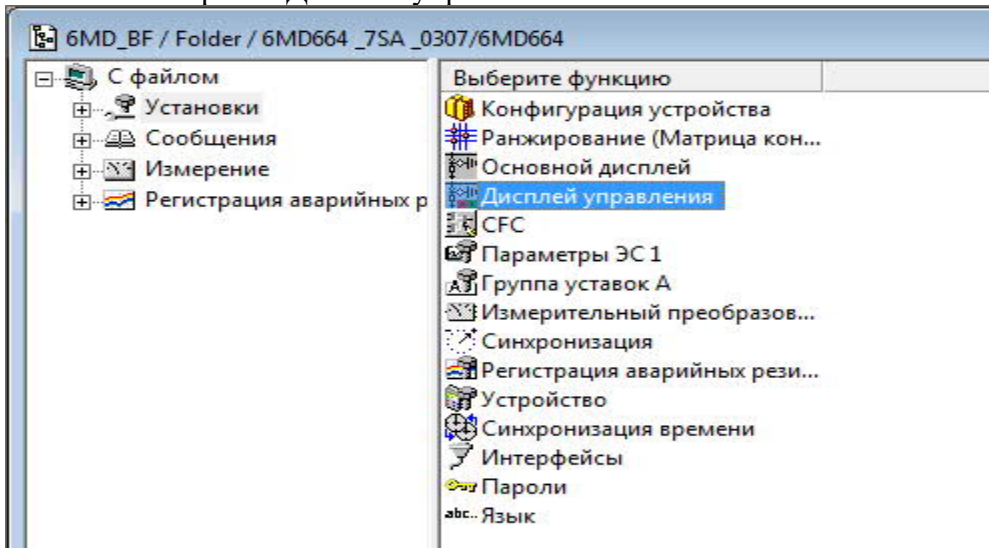 6MD_BF / Folder / 6MD664 _7SA _0307/6MD664
С файлом
Установки
Сообщения
Измерение
Регистрация аварийных р
Выберите функцию
Конфигурация устройства
Ранжирование (Матрица кон...
Основной дисплей
Дисплей управления
CFC
Параметры ЭС 1
Группа уставок А
Измерительный преобразов...
Синхронизация
Регистрация аварийных рези...
Устройство
Синхронизация времени
Интерфейсы
Пароли
abc.. Язык